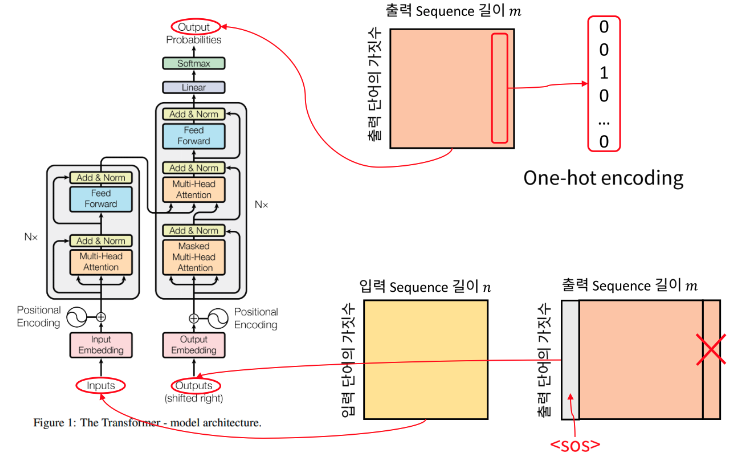 Output
Probabilities
Softmax
Linear
Add & Norm
Feed
Forward
Add & Norm
Multi-Head
Attention
Add & Norm
Masked
Multi-Head
Attention
N×
Positional
Encoding
Output
Embedding
Outputs
(shifted right)
Add & Norm
Feed
Forward
Add & Norm
Multi-Head
Attention
N×
Positional
Encoding
Input
Embedding
Inputs
Figure 1: The Transformer - model architecture.
출력 Sequence 길이 m
출력 단어의 가짓수
0
0
1
0
...
0
One-hot encoding
입력 Sequence 길이 n
입력 단어의 가짓수
출력 Sequence 길이 m
출력 단어의 가짓수
<sos>